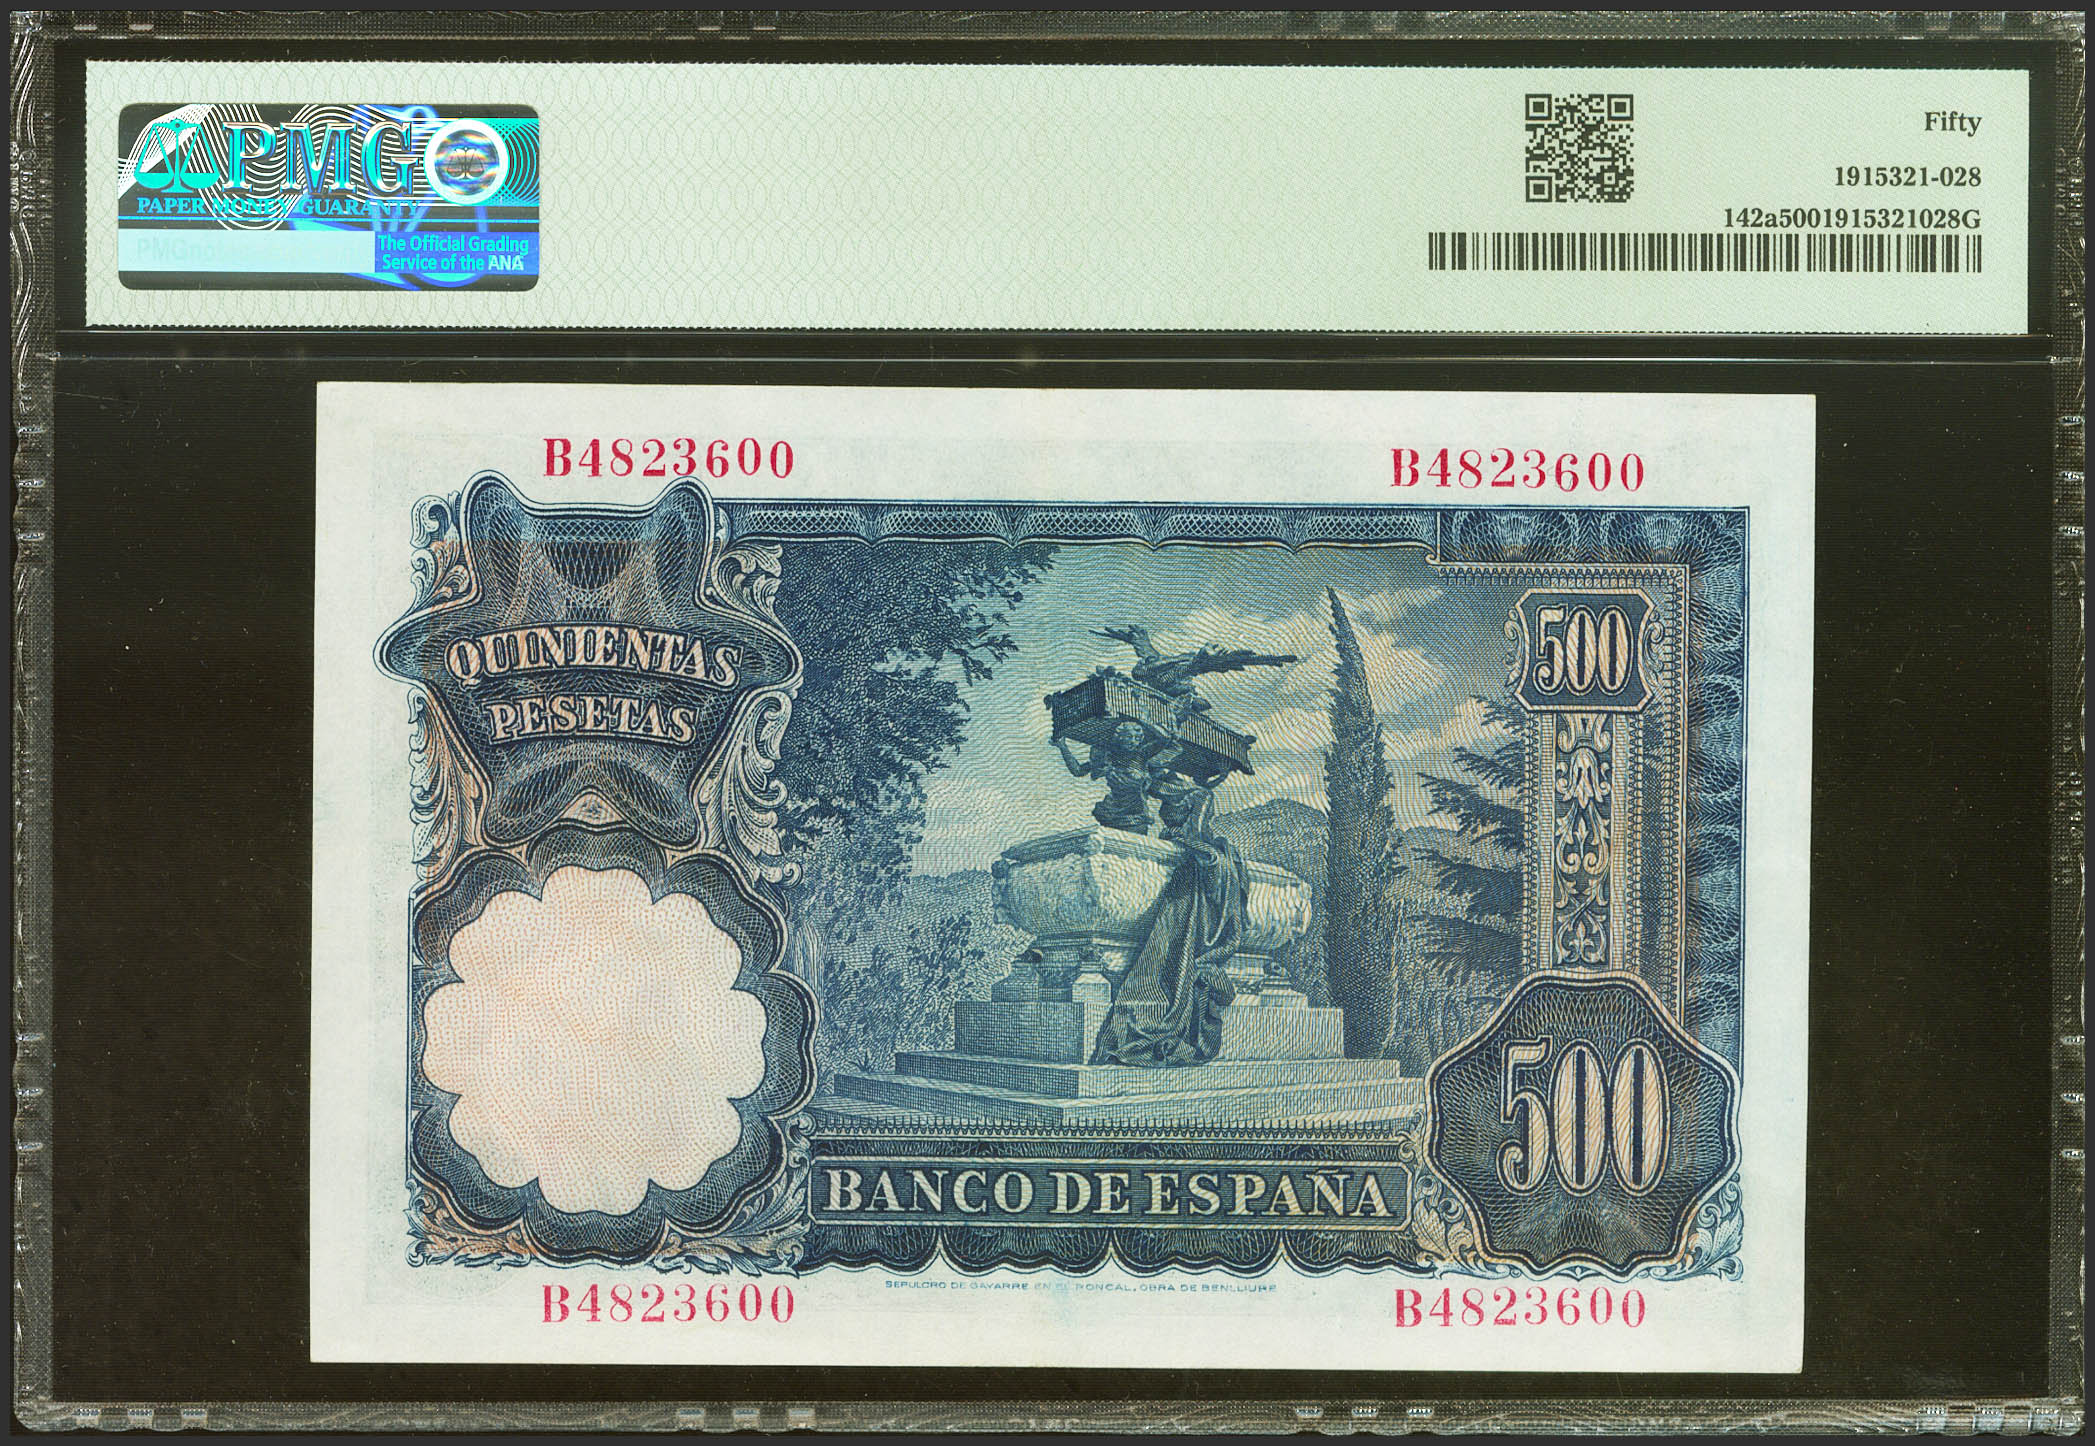 PMG
PAPER MONEY GUARANTY
The Official Grading
Service of the ANA
Fifty
1915321-028
142a5001915321028G
B4823600
B4823600
QUINIENTAS
PESETAS
500
500
BANCO DE ESPAÑA
SEPULCRO DE GAYARRE EN EL RONCAL, OBRA DE BENLLIURE
B4823600
B4823600